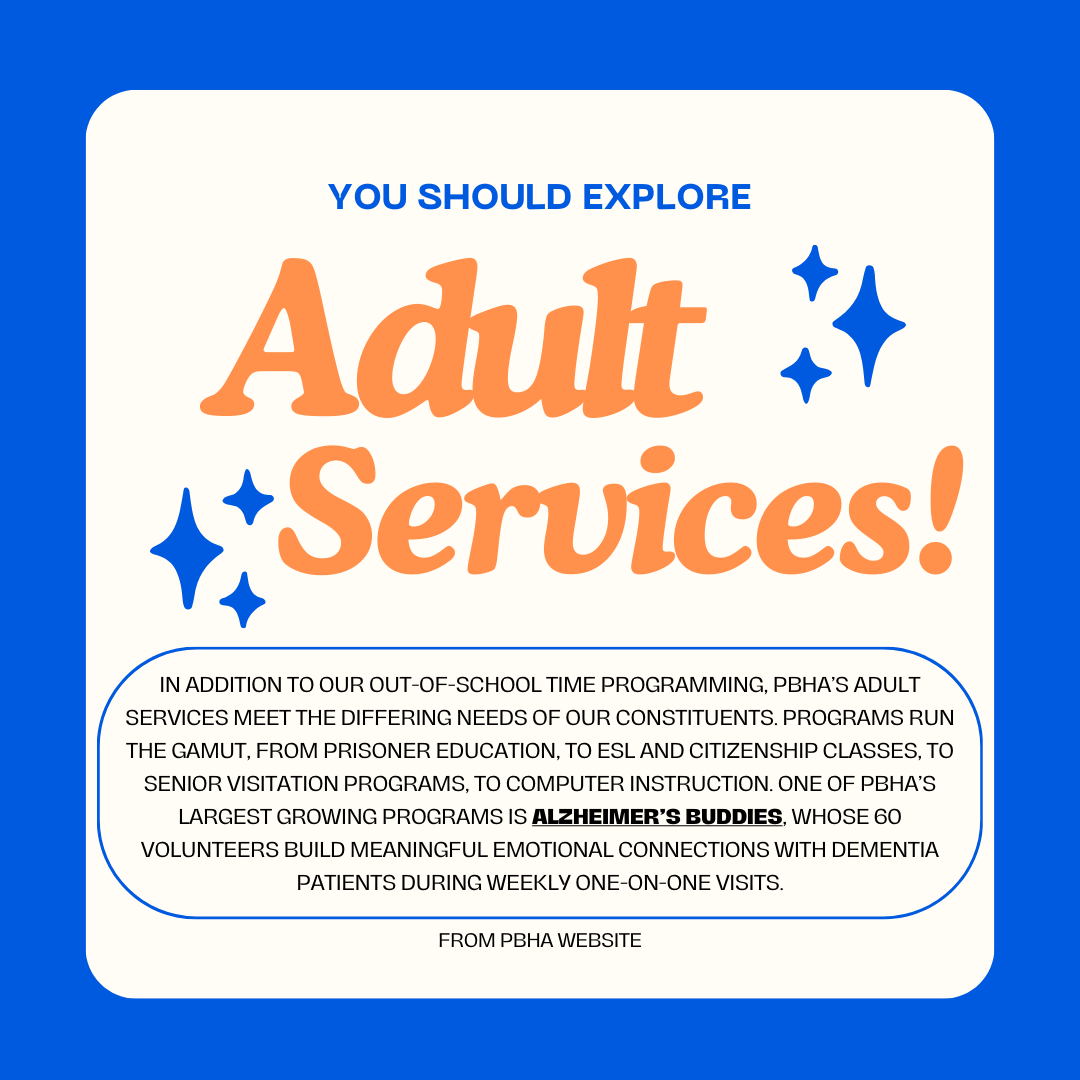 YOU SHOULD EXPLORE
Adult
Services!
IN ADDITION TO OUR OUT-OF-SCHOOL TIME PROGRAMMING, PBHA’S ADULT
SERVICES MEET THE DIFFERING NEEDS OF OUR CONSTITUENTS. PROGRAMS RUN
THE GAMUT, FROM PRISONER EDUCATION, TO ESL AND CITIZENSHIP CLASSES, TO
SENIOR VISITATION PROGRAMS, TO COMPUTER INSTRUCTION. ONE OF PBHA’S
LARGEST GROWING PROGRAMS IS ALZHEIMER’S BUDDIES, WHOSE 60
VOLUNTEERS BUILD MEANINGFUL EMOTIONAL CONNECTIONS WITH DEMENTIA
PATIENTS DURING WEEKLY ONE-ON-ONE VISITS.
FROM PBHA WEBSITE